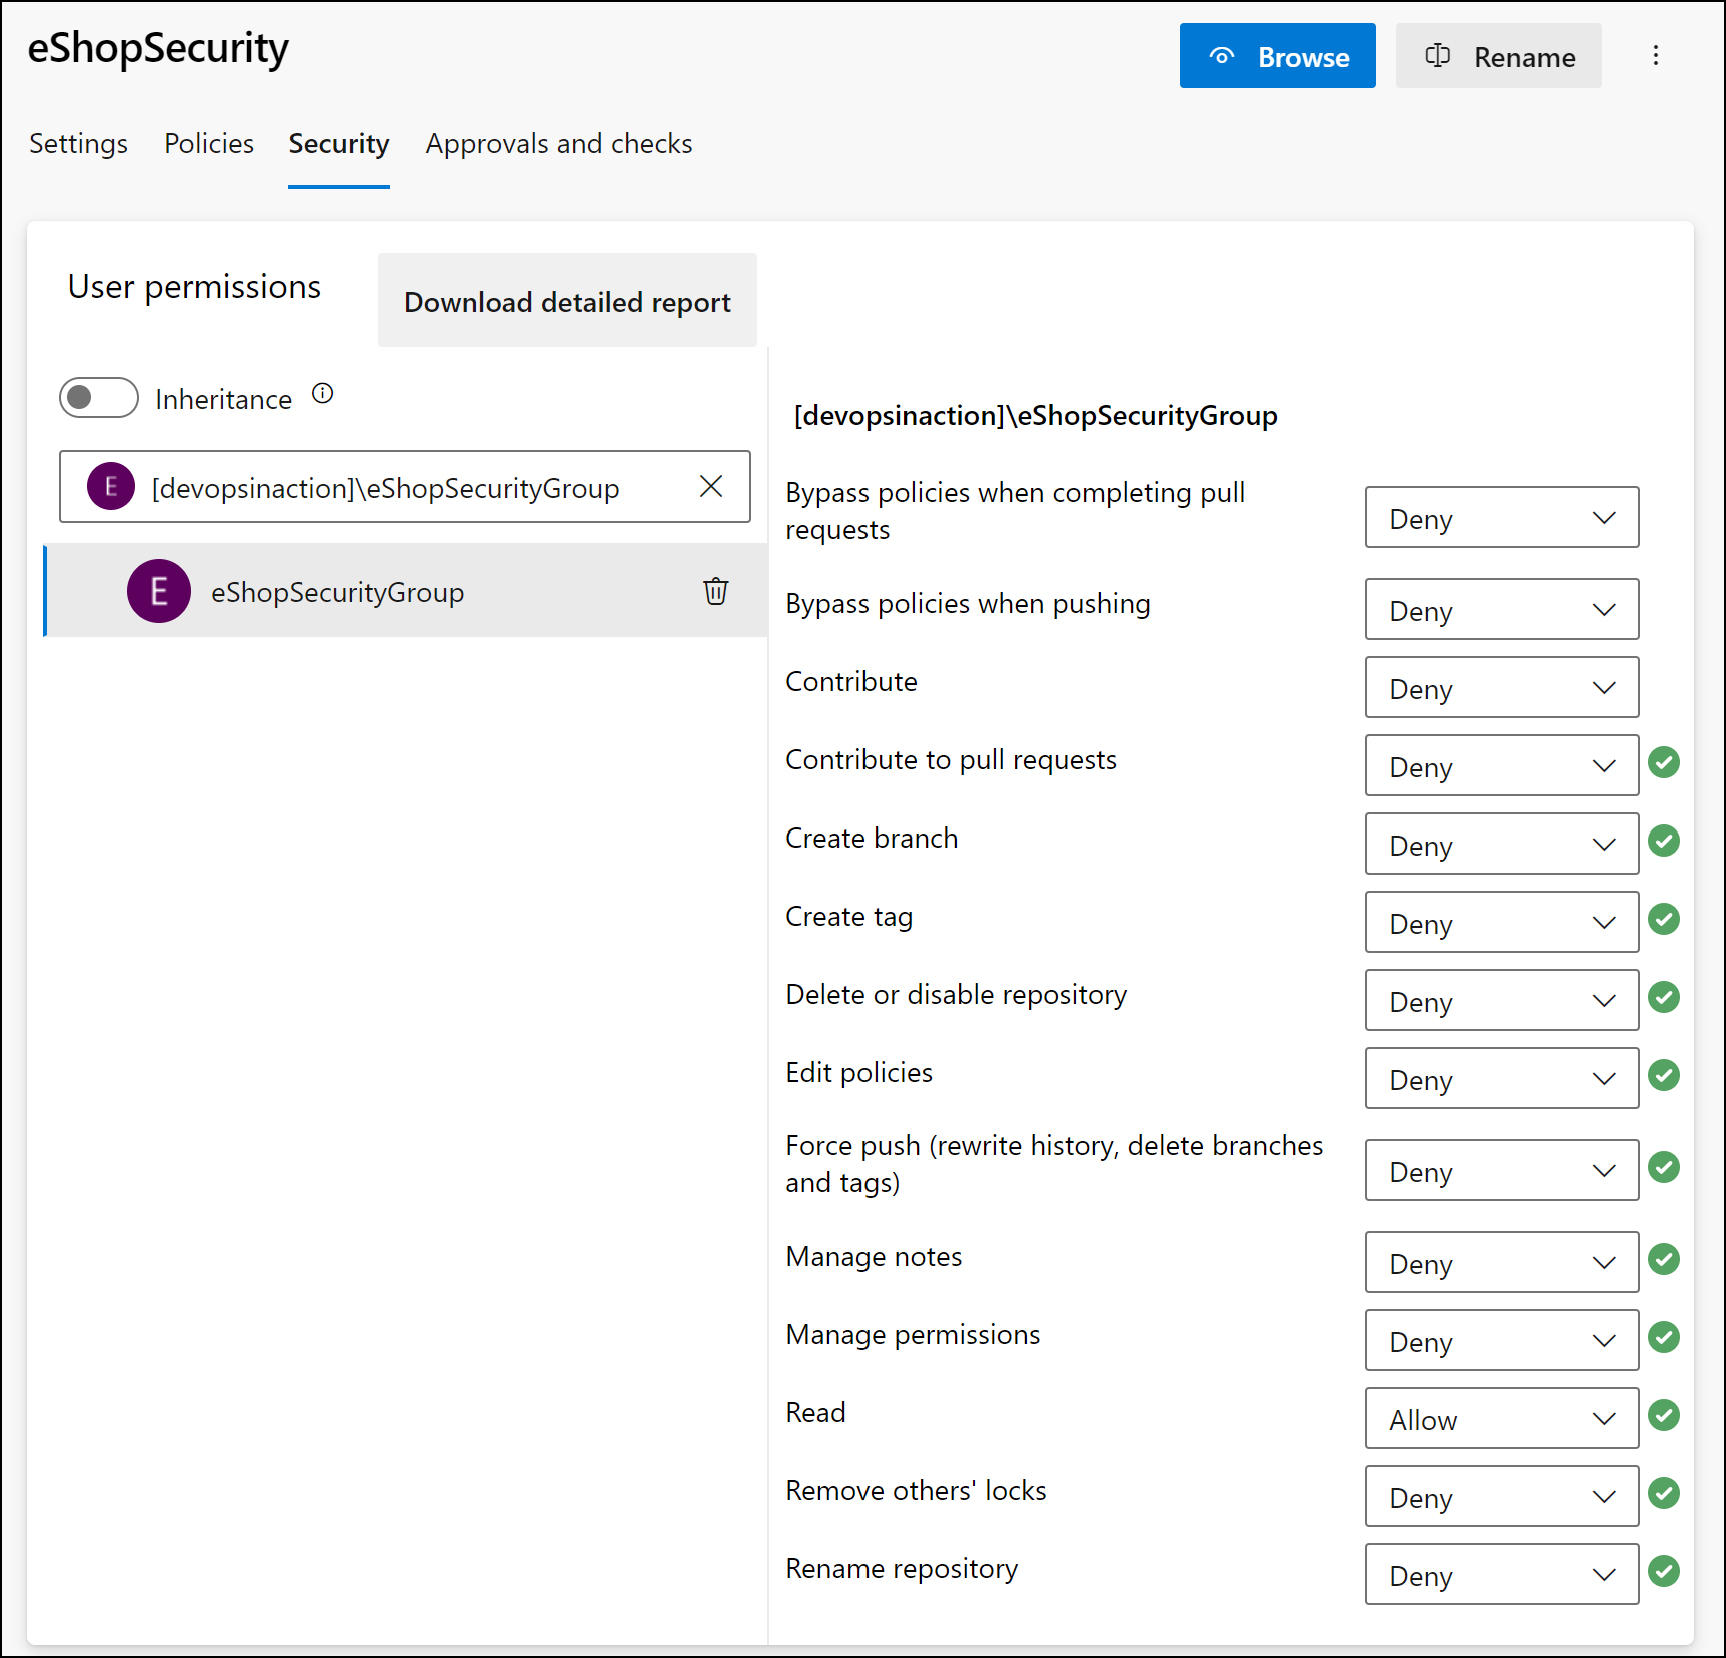 eShopSecurity
Browse
Rename
Settings
Policies
Security
Approvals and checks
User permissions
Download detailed report
Inheritance
E
[devopsinaction]\eShopSecurityGroup
E
eShopSecurityGroup
[devopsinaction]\eShopSecurityGroup
Bypass policies when completing pull
requests
Deny
Bypass policies when pushing
Deny
Contribute
Deny
Contribute to pull requests
Deny
Create branch
Deny
Create tag
Deny
Delete or disable repository
Deny
Edit policies
Deny
Force push (rewrite history, delete branches
and tags)
Deny
Manage notes
Deny
Manage permissions
Deny
Read
Allow
Remove others' locks
Deny
Rename repository
Deny